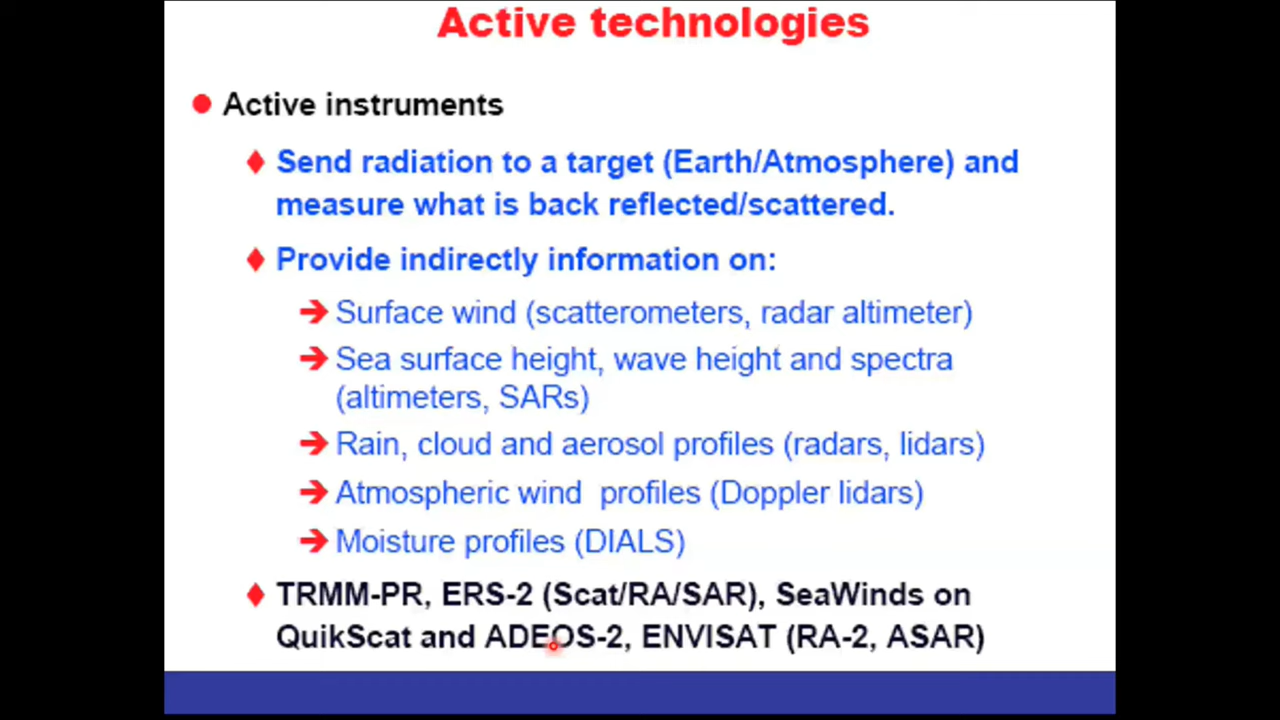 Active technologies
Active instruments
Send radiation to a target (Earth/Atmosphere) and
measure what is back reflected/scattered.
Provide indirectly information on:
Surface wind (scatterometers, radar altimeter)
Sea surface height, wave height and spectra
(altimeters, SARs)
Rain, cloud and aerosol profiles (radars, lidars)
Atmospheric wind profiles (Doppler lidars)
Moisture profiles (DIALS)
TRMM-PR, ERS-2 (Scat/RA/SAR), SeaWinds on
QuikScat and ADEOS-2, ENVISAT (RA-2, ASAR)